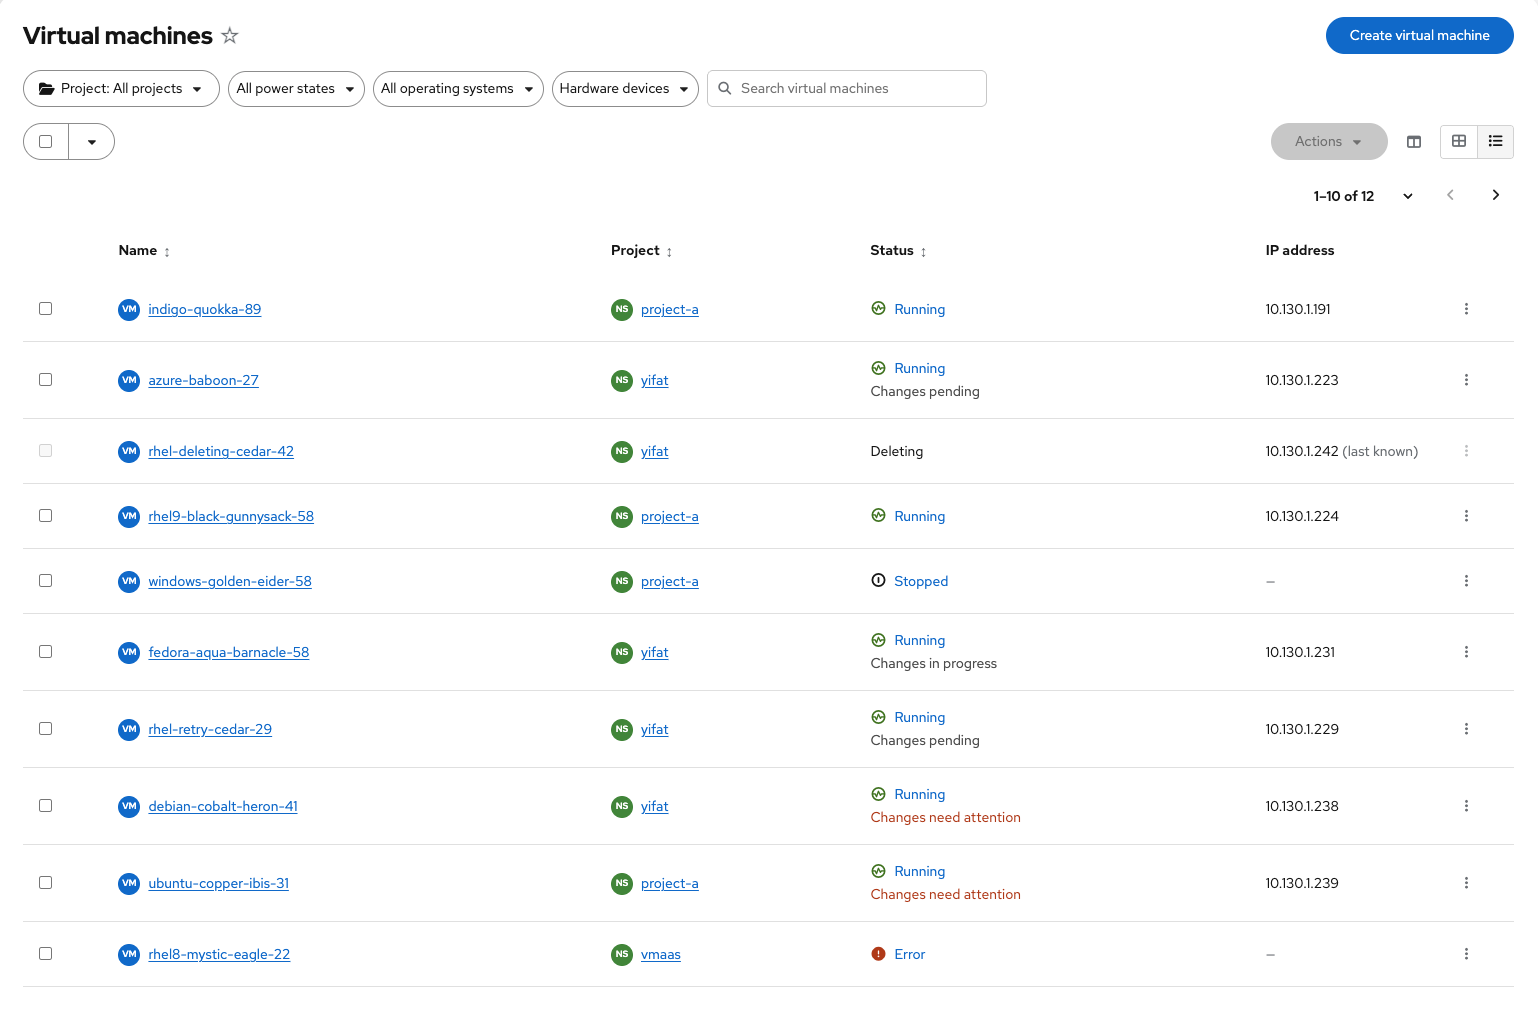 Virtual machines
Create virtual machine
Project: All projects
All power states
All operating systems
Hardware devices
Search virtual machines
Actions
1–10 of 12
Name Project Status IP address
VM indigo-quokka-89 NS project-a Running 10.130.1.191
VM azure-baboon-27 NS yifat Running 10.130.1.223
Changes pending
VM rhel-deleting-cedar-42 NS yifat Deleting 10.130.1.242 (last known)
VM rhel9-black-gunnysack-58 NS project-a Running 10.130.1.224
VM windows-golden-eider-58 NS project-a Stopped –
VM fedora-aqua-barnacle-58 NS yifat Running 10.130.1.231
Changes in progress
VM rhel-retry-cedar-29 NS yifat Running 10.130.1.229
Changes pending
VM debian-cobalt-heron-41 NS yifat Running 10.130.1.238
Changes need attention
VM ubuntu-copper-ibis-31 NS project-a Running 10.130.1.239
Changes need attention
VM rhel8-mystic-eagle-22 NS vmaas Error –